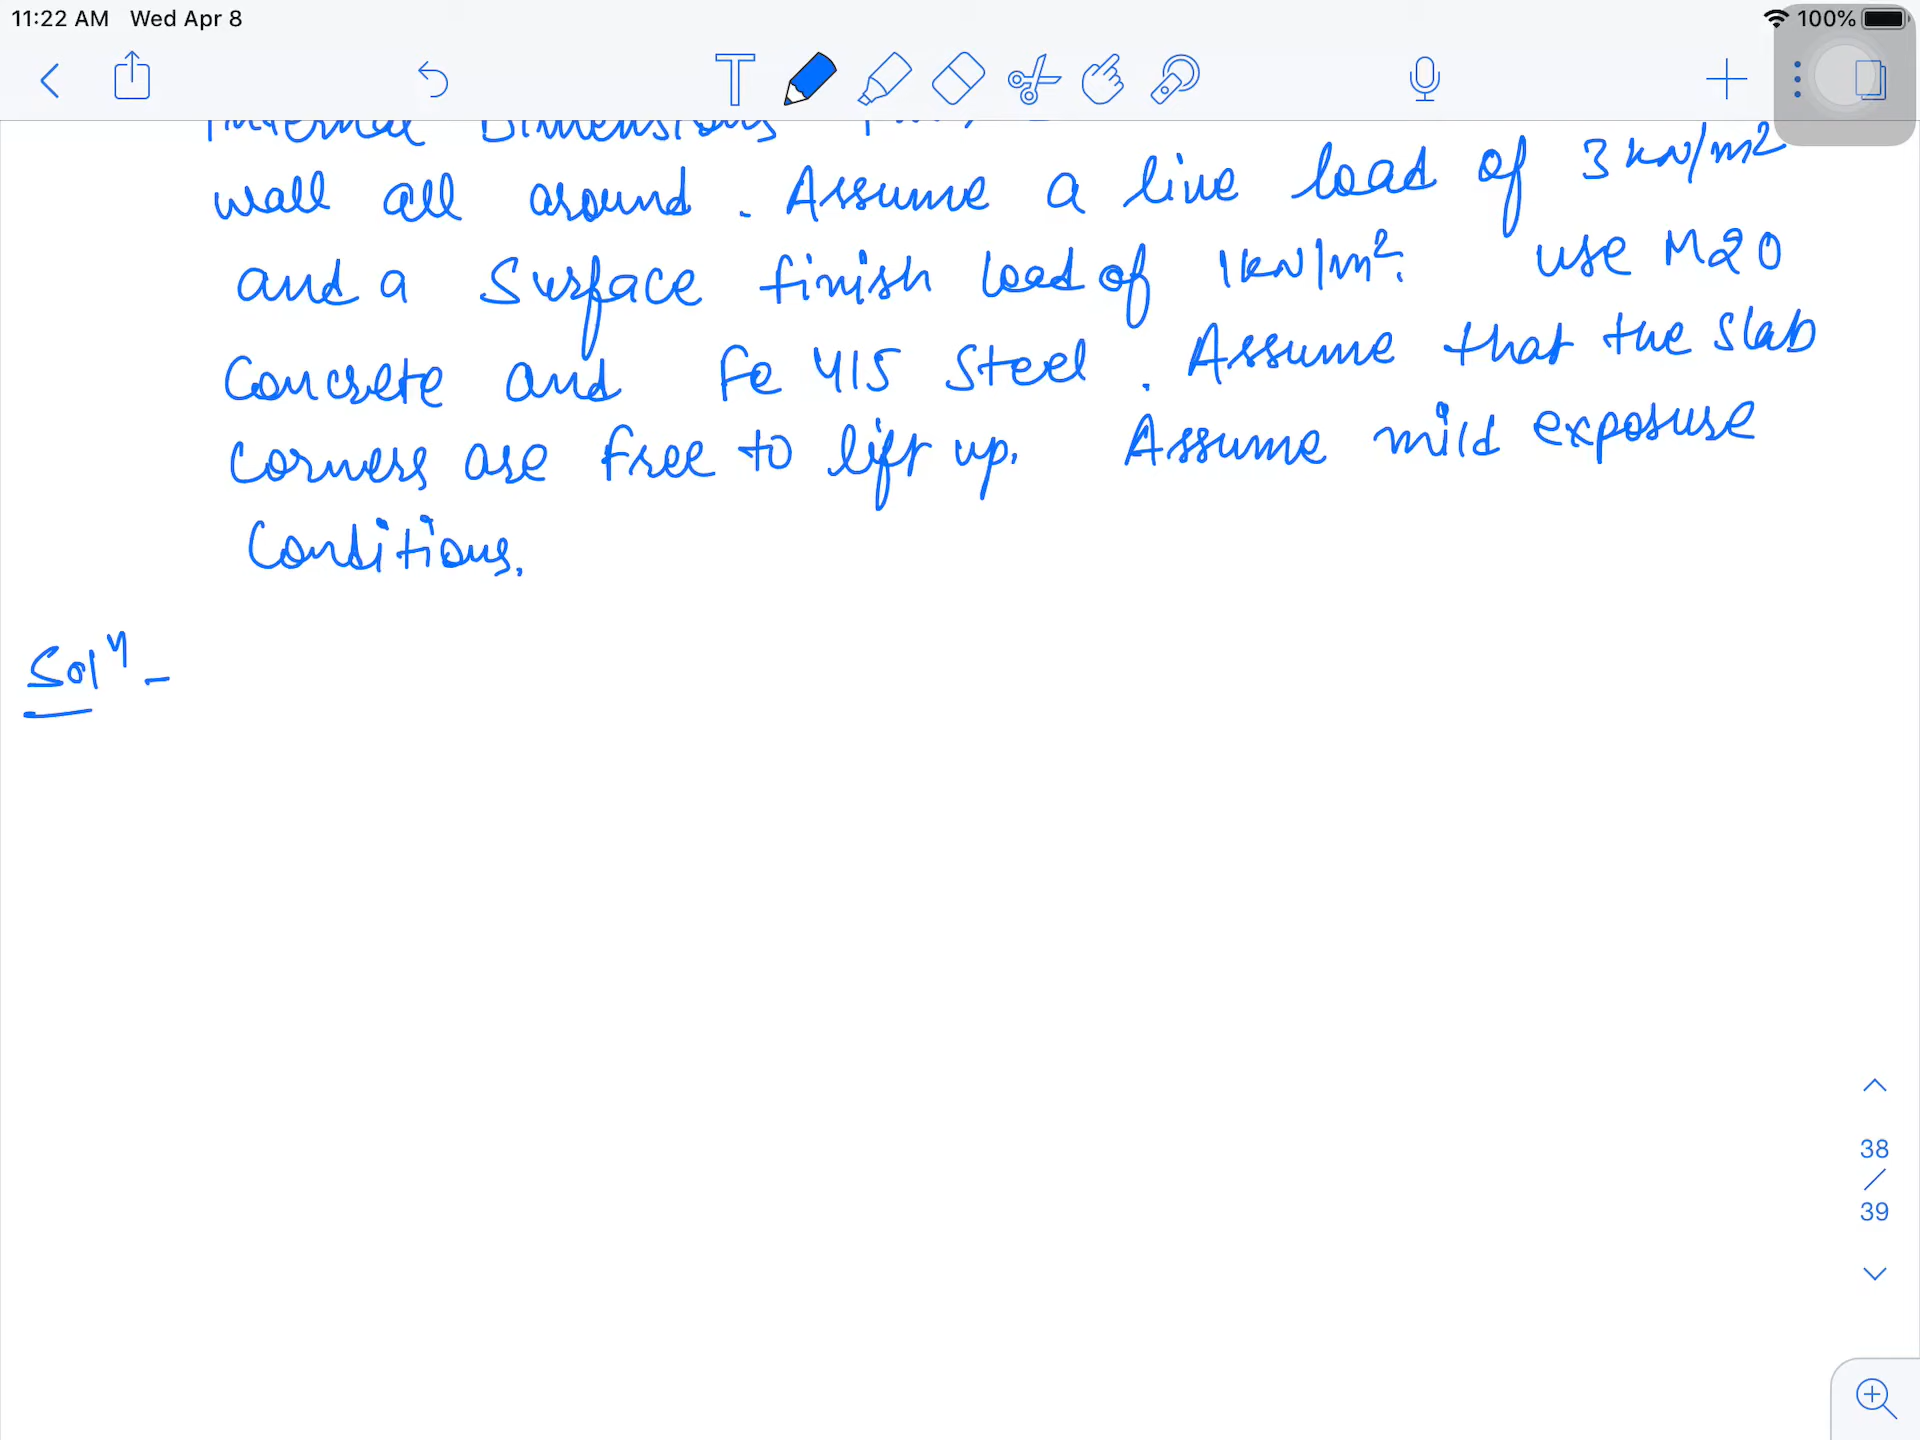 11:22 AM Wed Apr 8 100%
Internal Dimensions
wall all around. Assume a live load of 3 kN/m²
and a Surface finish load of 1kN/m². use M20
Concrete and Fe 415 Steel. Assume that the slab
corners are free to lift up. Assume mild exposure
Conditions.
Solⁿ -
38
/
39